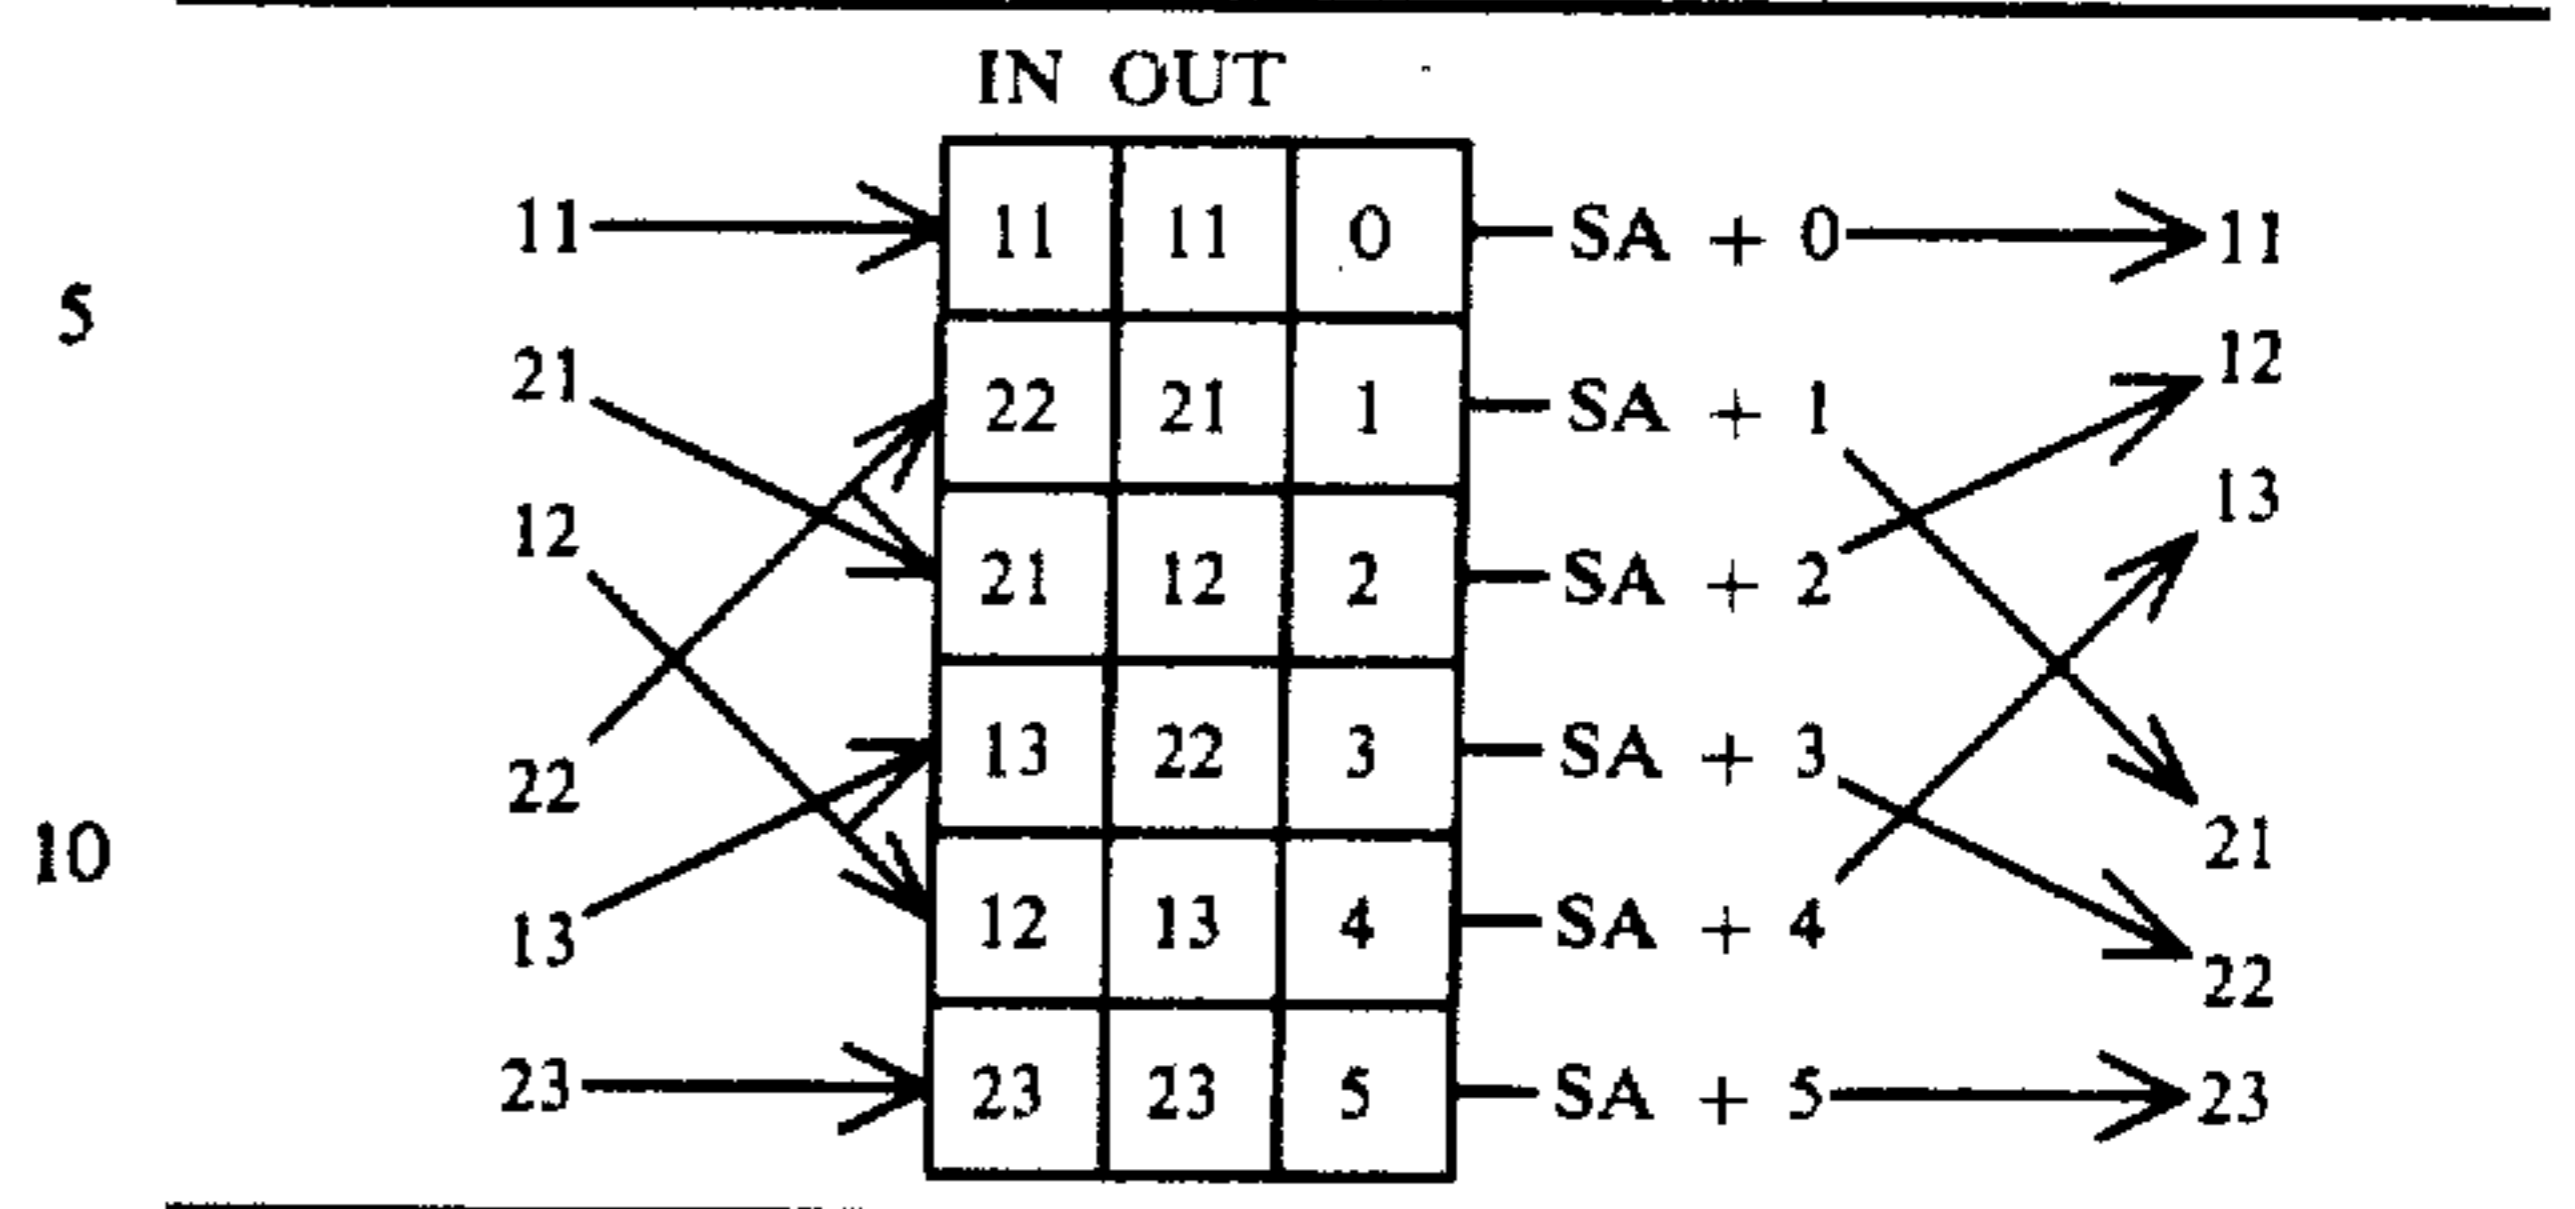 IN OUT
11 11 11 0 SA + 0 11
5
21 22 21 1 SA + 1 12
12 21 12 2 SA + 2 13
22 13 22 3 SA + 3 21
10
13 12 13 4 SA + 4 22
23 23 23 5 SA + 5 23